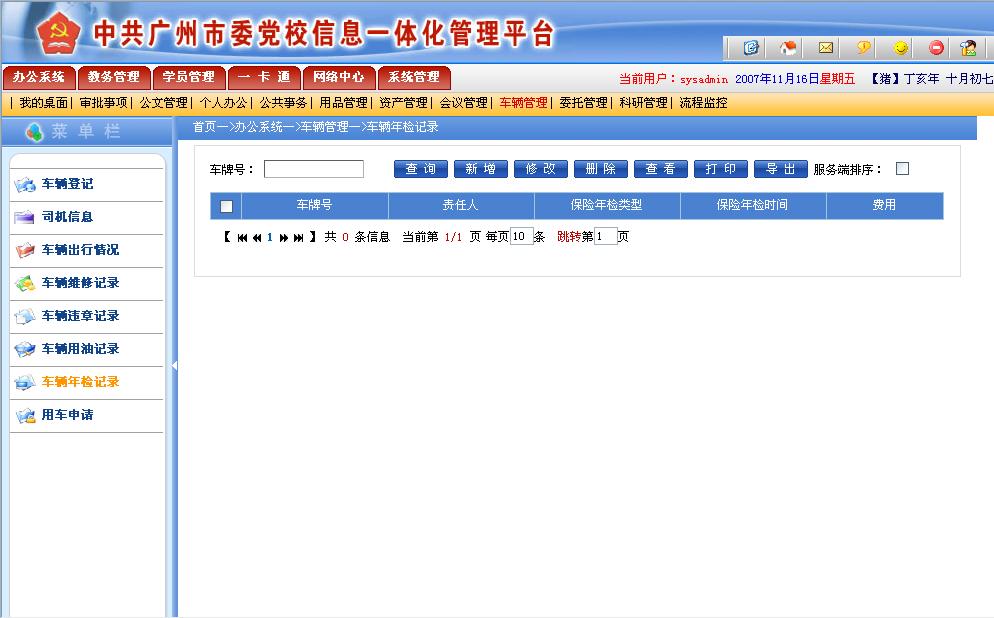 中共广州市委党校信息一体化管理平台
办公系统 教务管理 学员管理 一 卡 通 网络中心 系统管理
当前用户：sysadmin 2007年11月16日星期五 【猪】丁亥年 十月初七
| 我的桌面| 审批事项| 公文管理| 个人办公| 公共事务| 用品管理| 资产管理| 会议管理| 车辆管理| 委托管理| 科研管理| 流程监控
菜 单 栏
首页—>办公系统—>车辆管理—>车辆年检记录
车辆登记
司机信息
车辆出行情况
车辆维修记录
车辆违章记录
车辆用油记录
车辆年检记录
用车申请
车牌号： 查 询 新 增 修 改 删 除 查 看 打 印 导 出 服务端排序：
车牌号 责任人 保险年检类型 保险年检时间 费用
【 1 】 共 0 条信息 当前第 1/1 页 每页10条 跳转第1页